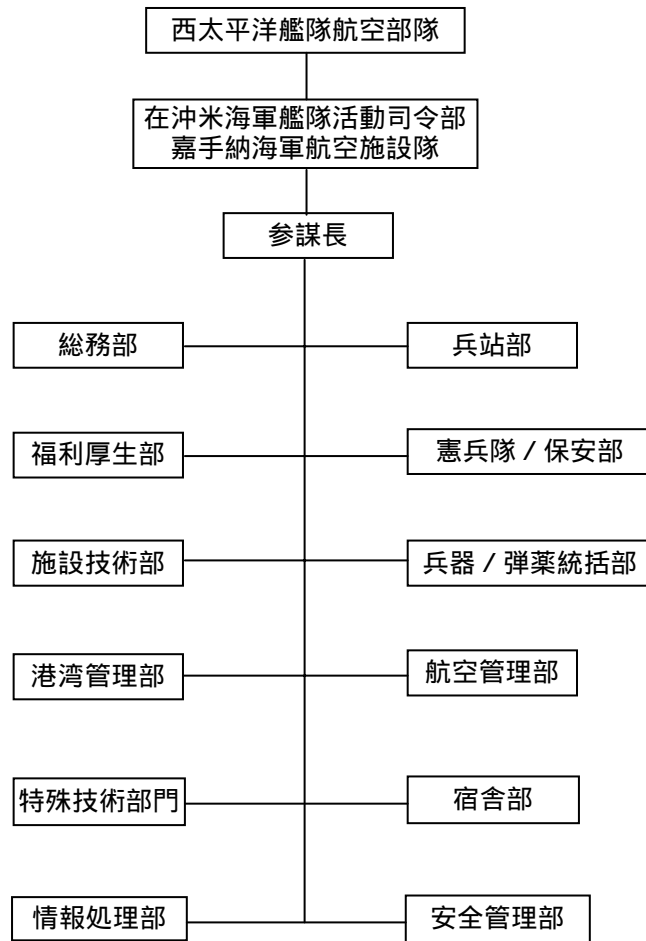 西太平洋艦隊航空部隊
在沖米海軍艦隊活動司令部
嘉手納海軍航空施設隊
参謀長
総務部
兵站部
福利厚生部
憲兵隊 / 保安部
施設技術部
兵器 / 弾薬統括部
港湾管理部
航空管理部
特殊技術部門
宿舎部
情報処理部
安全管理部